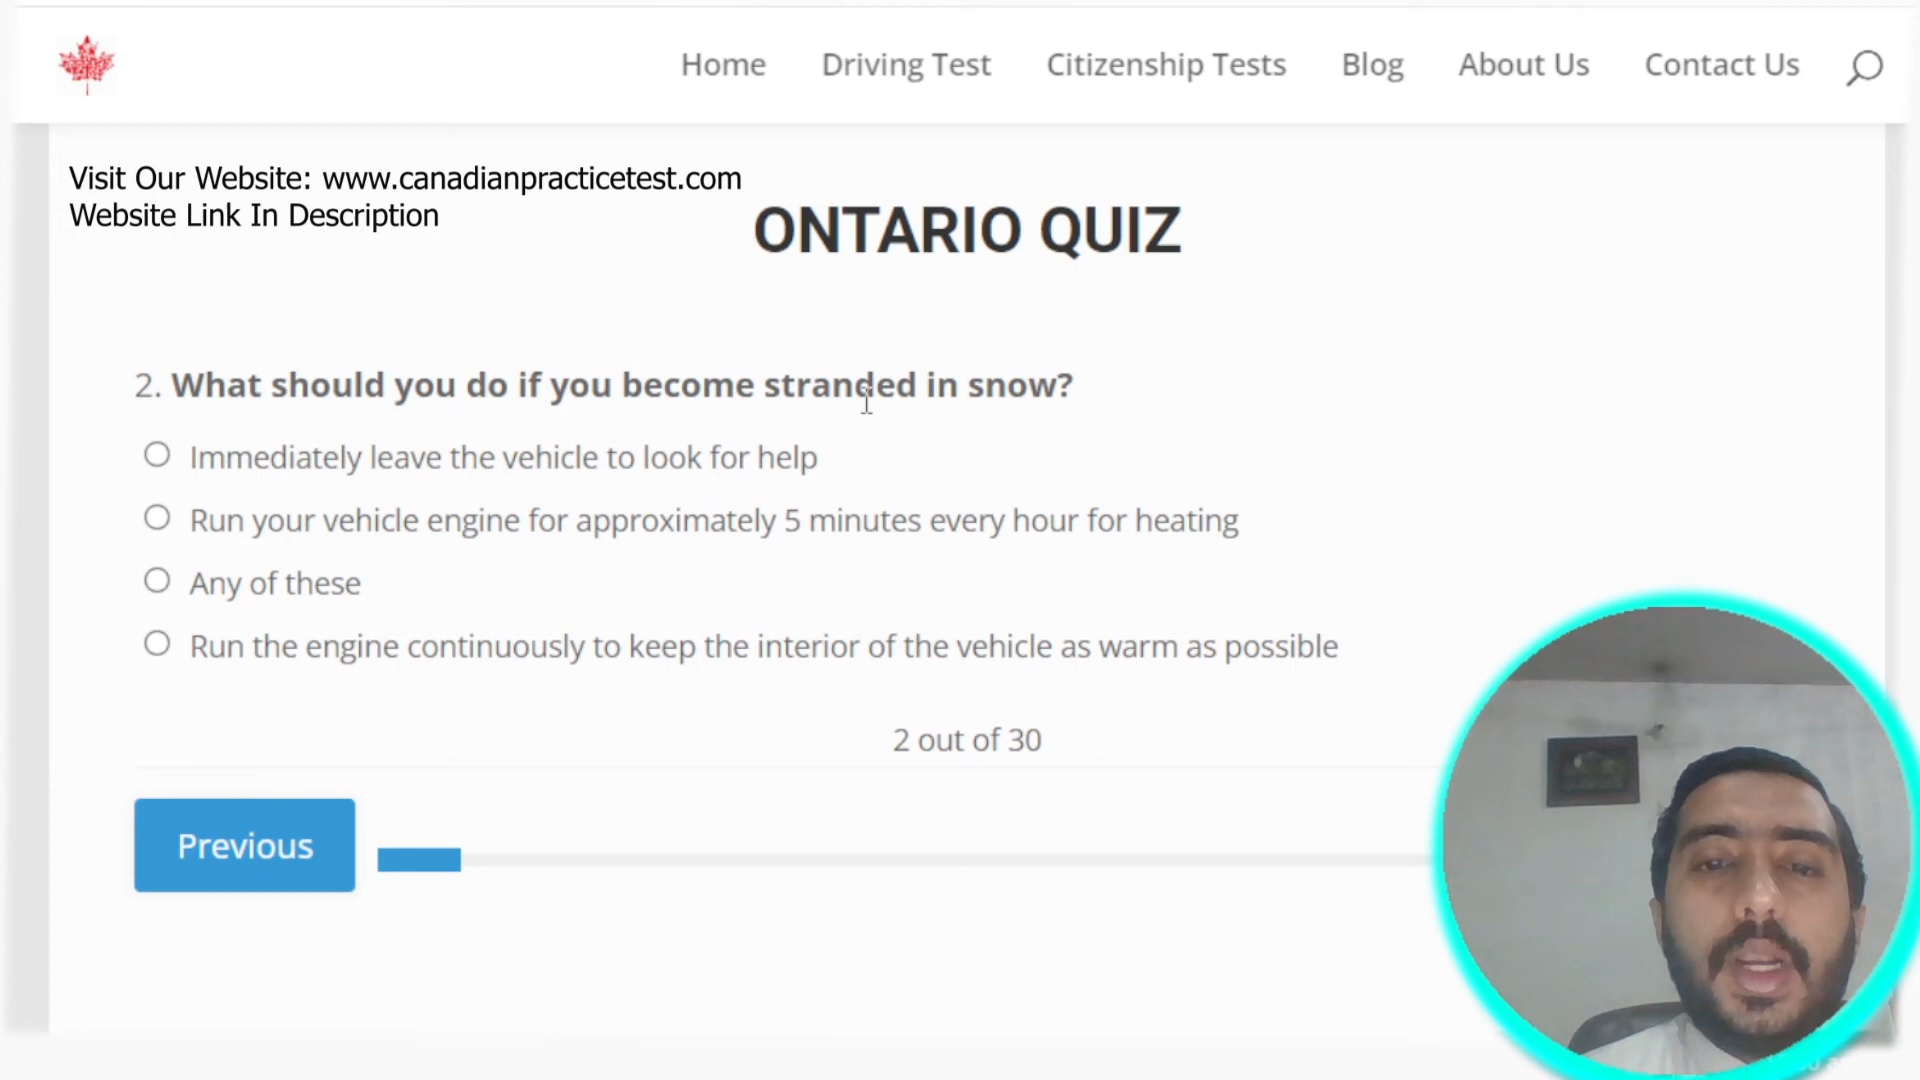 Home Driving Test Citizenship Tests Blog About Us Contact Us
Visit Our Website: www.canadianpracticetest.com
Website Link In Description
ONTARIO QUIZ
2. What should you do if you become stranded in snow?
Immediately leave the vehicle to look for help
Run your vehicle engine for approximately 5 minutes every hour for heating
Any of these
Run the engine continuously to keep the interior of the vehicle as warm as possible
2 out of 30
Previous